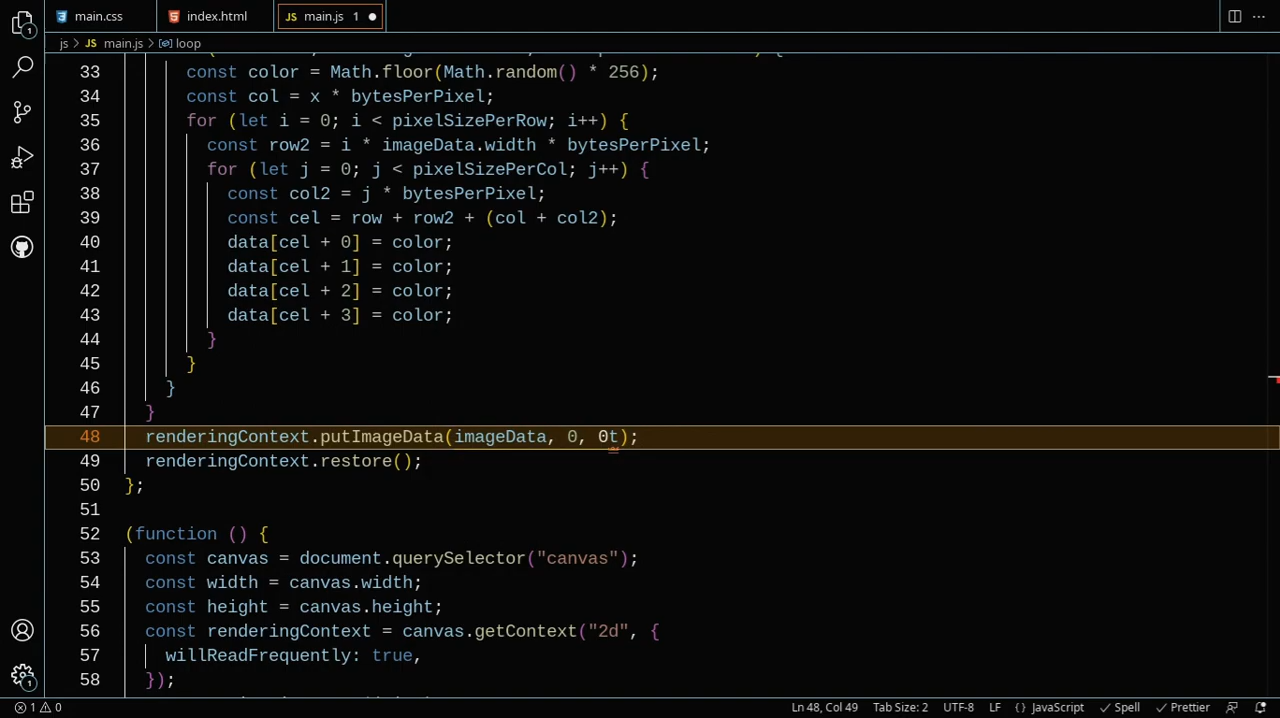 main.css
index.html
main.js 1
js > main.js > loop
33 const color = Math.floor(Math.random() * 256);
34 const col = x * bytesPerPixel;
35 for (let i = 0; i < pixelSizePerRow; i++) {
36 const row2 = i * imageData.width * bytesPerPixel;
37 for (let j = 0; j < pixelSizePerCol; j++) {
38 const col2 = j * bytesPerPixel;
39 const cel = row + row2 + (col + col2);
40 data[cel + 0] = color;
41 data[cel + 1] = color;
42 data[cel + 2] = color;
43 data[cel + 3] = color;
44 }
45 }
46 }
47 }
48 renderingContext.putImageData(imageData, 0, 0t);
49 renderingContext.restore();
50 };
51
52 (function () {
53 const canvas = document.querySelector("canvas");
54 const width = canvas.width;
55 const height = canvas.height;
56 const renderingContext = canvas.getContext("2d", {
57 willReadFrequently: true,
58 });
1 0 Ln 48, Col 49 Tab Size: 2 UTF-8 LF {} JavaScript Spell Prettier